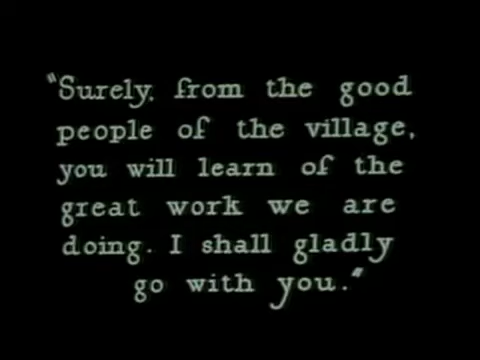 "Surely, from the good
people of the village,
you will learn of the
great work we are
doing. I shall gladly
go with you."